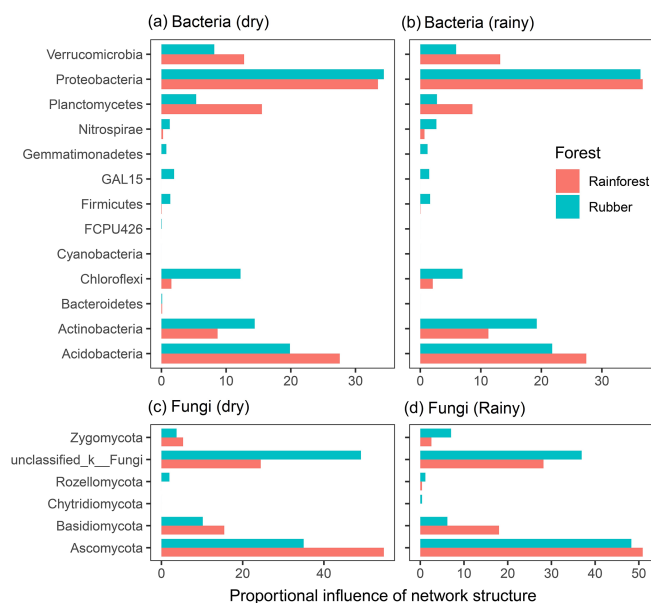 (a) Bacteria (dry)
(b) Bacteria (rainy)
Verrucomicrobia
Proteobacteria
Planctomycetes
Nitrospirae
Gemmatimonadetes
GAL15
Firmicutes
FCPU426
Cyanobacteria
Chloroflexi
Bacteroidetes
Actinobacteria
Acidobacteria
Forest
Rainforest
Rubber
0 10 20 30
0 10 20 30
(c) Fungi (dry)
(d) Fungi (Rainy)
Zygomycota
unclassified_k__Fungi
Rozellomycota
Chytridiomycota
Basidiomycota
Ascomycota
0 20 40
0 10 20 30 40 50
Proportional influence of network structure